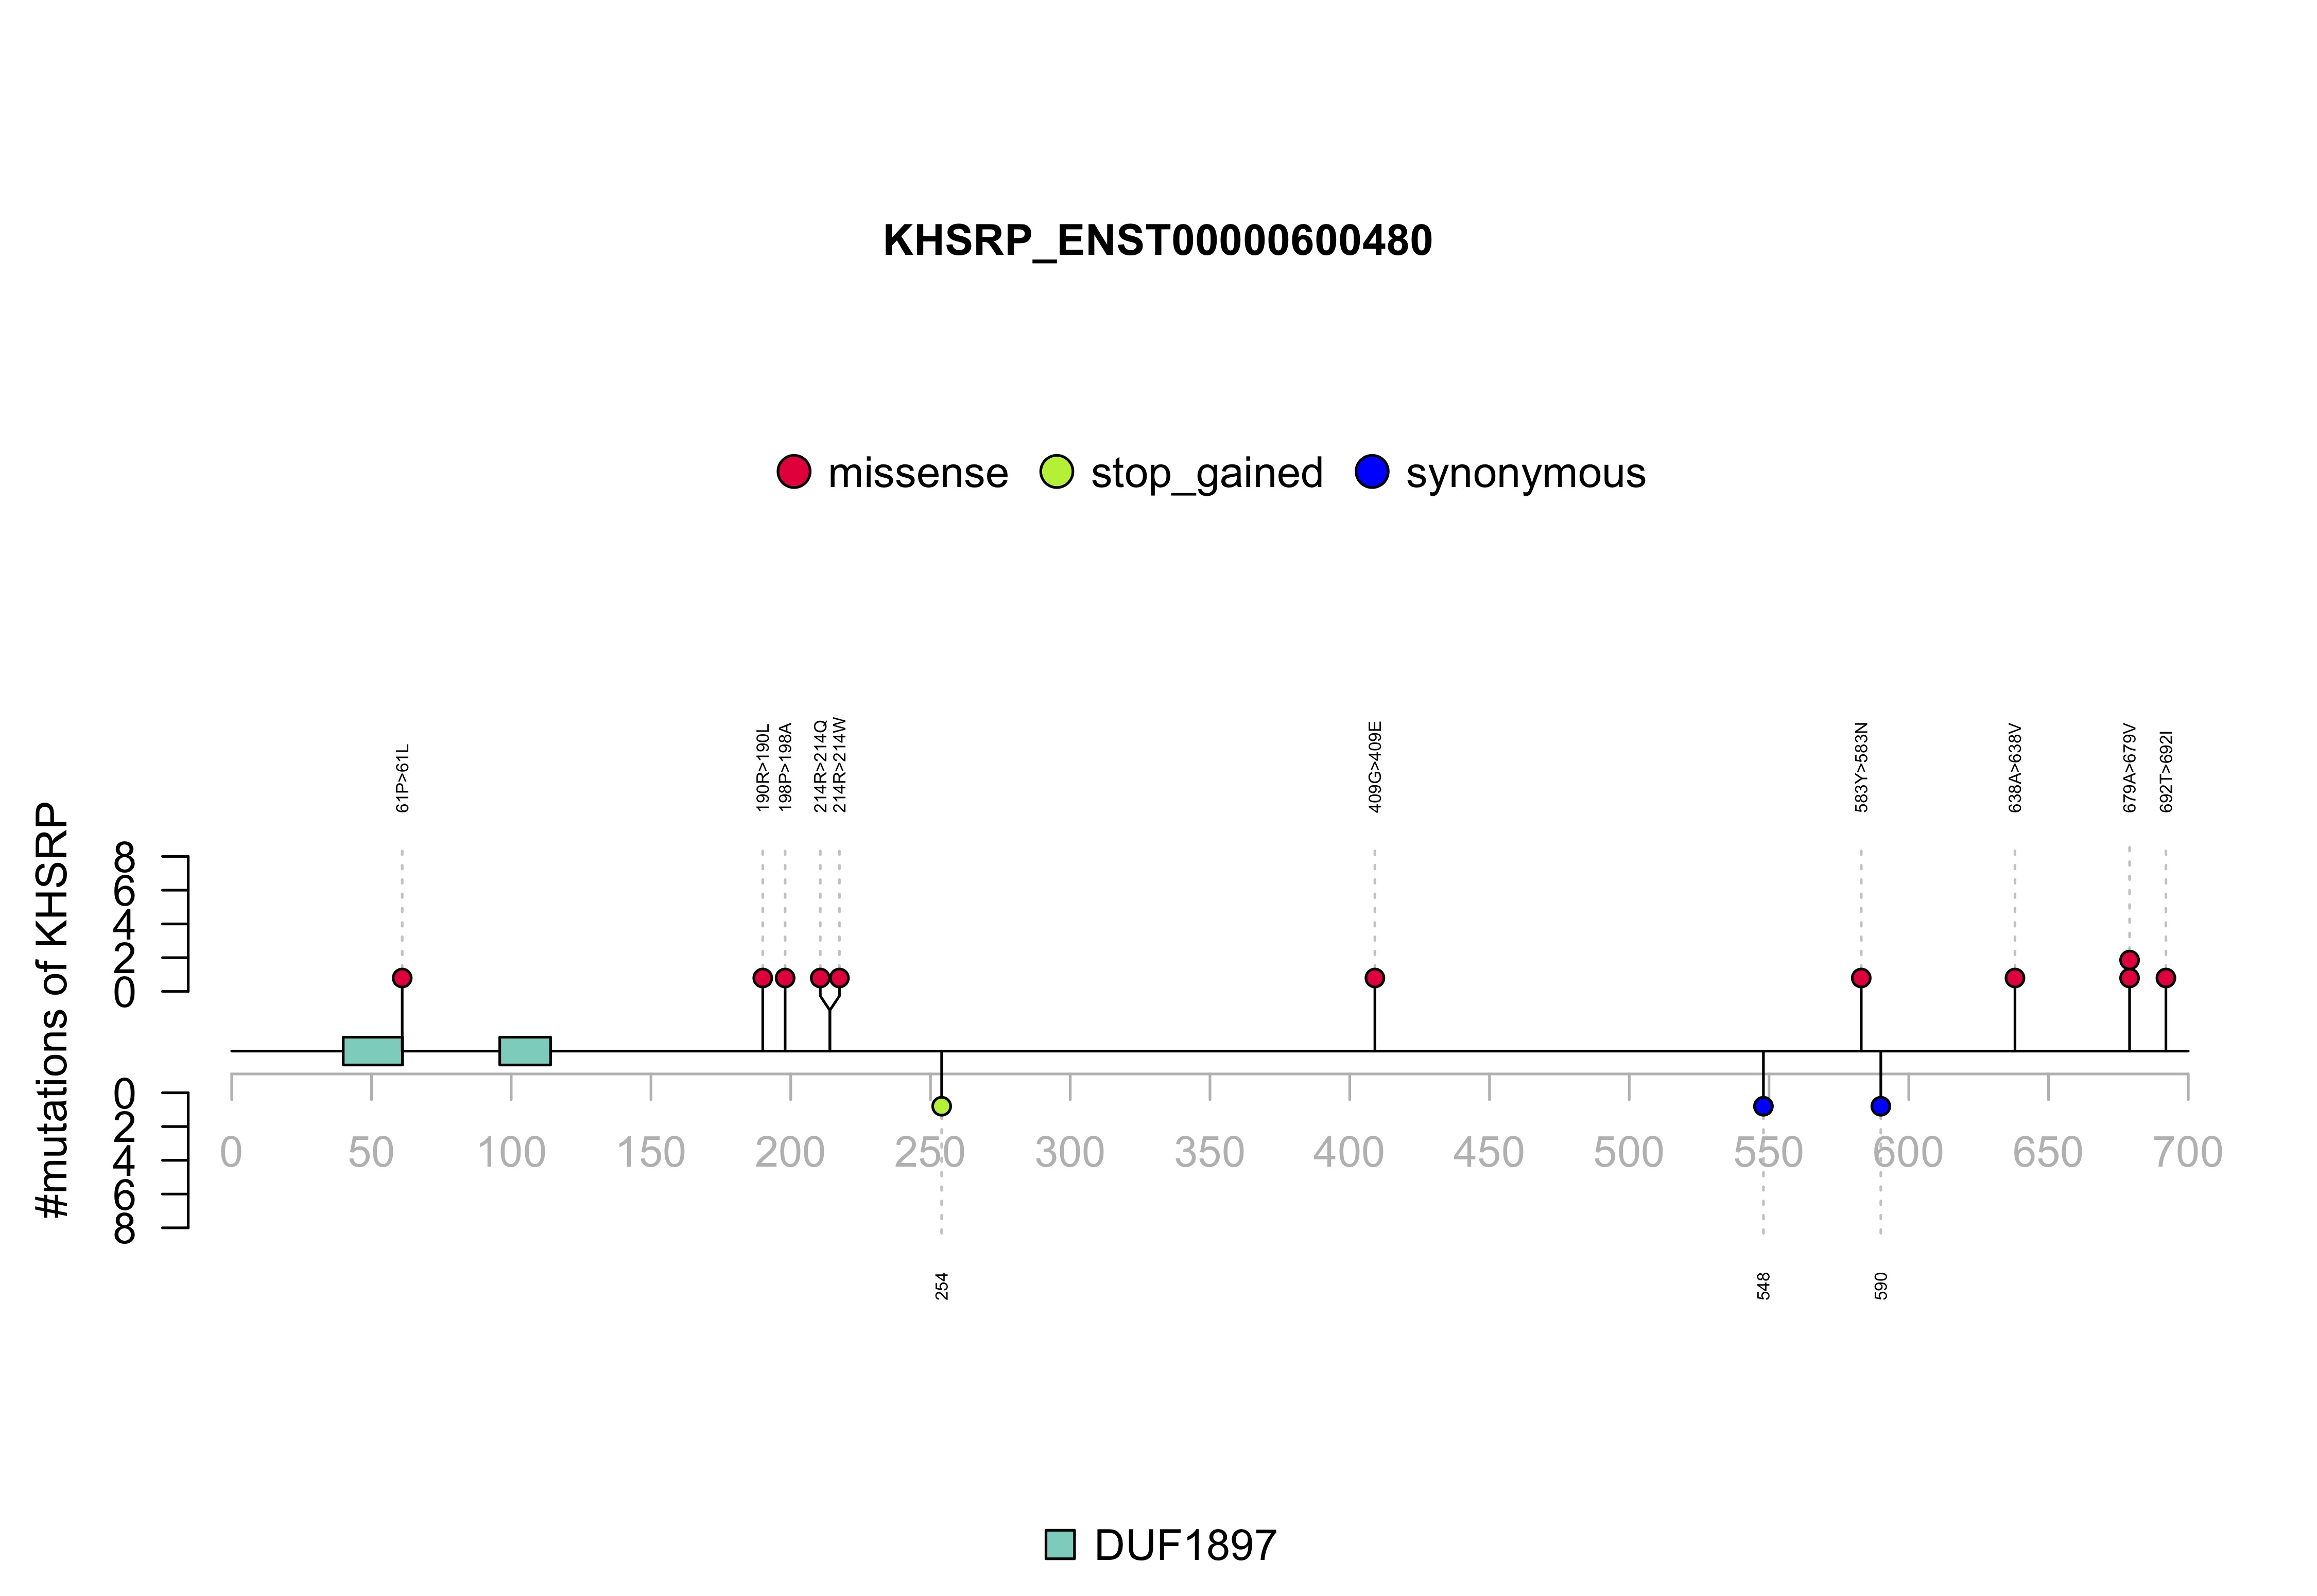 KHSRP_ENST00000600480
missense stop_gained synonymous
61P>61L
190R>190L
198P>198A
214R>214Q
214R>214W
409G>409E
583Y>583N
638A>638V
679A>679V
692T>692I
#mutations of KHSRP
8
6
4
2
0
0
2
4
6
8
0 50 100 150 200 250 300 350 400 450 500 550 600 650 700
254
548
590
DUF1897